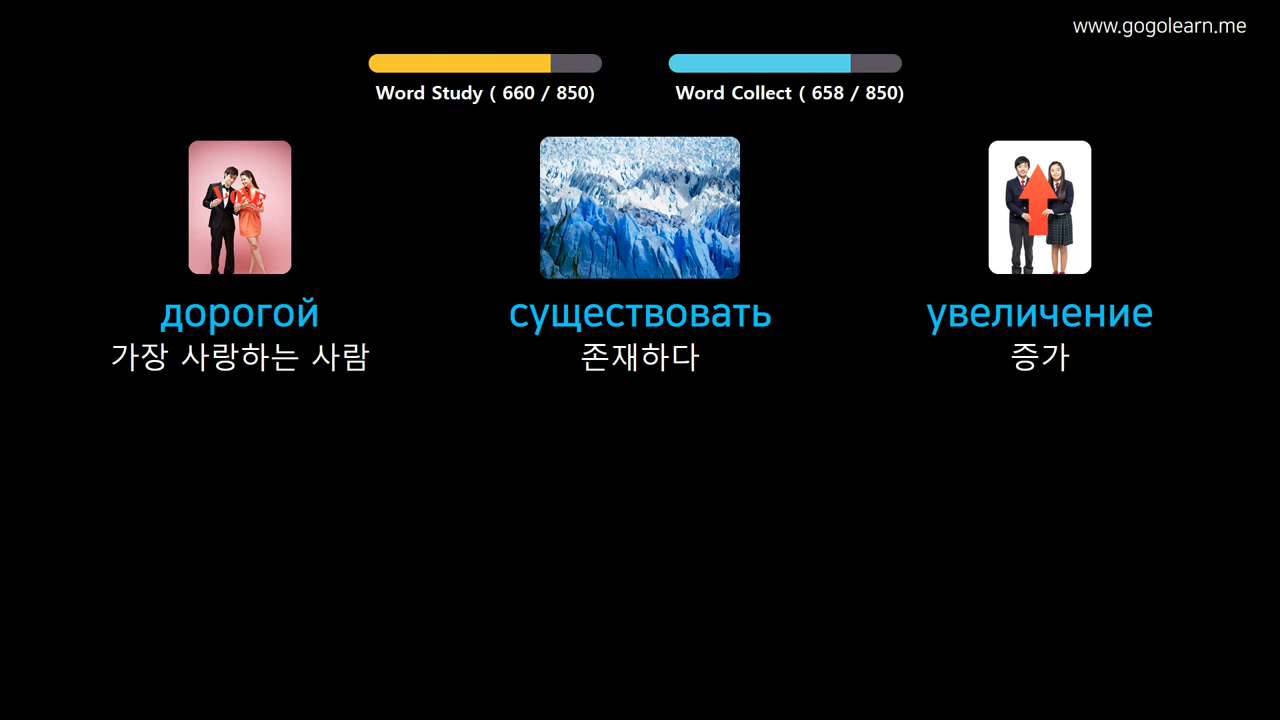 www.gogolearn.me
Word Study ( 660 / 850)
Word Collect ( 658 / 850)
дорогой
가장 사랑하는 사람
существовать
존재하다
увеличение
증가